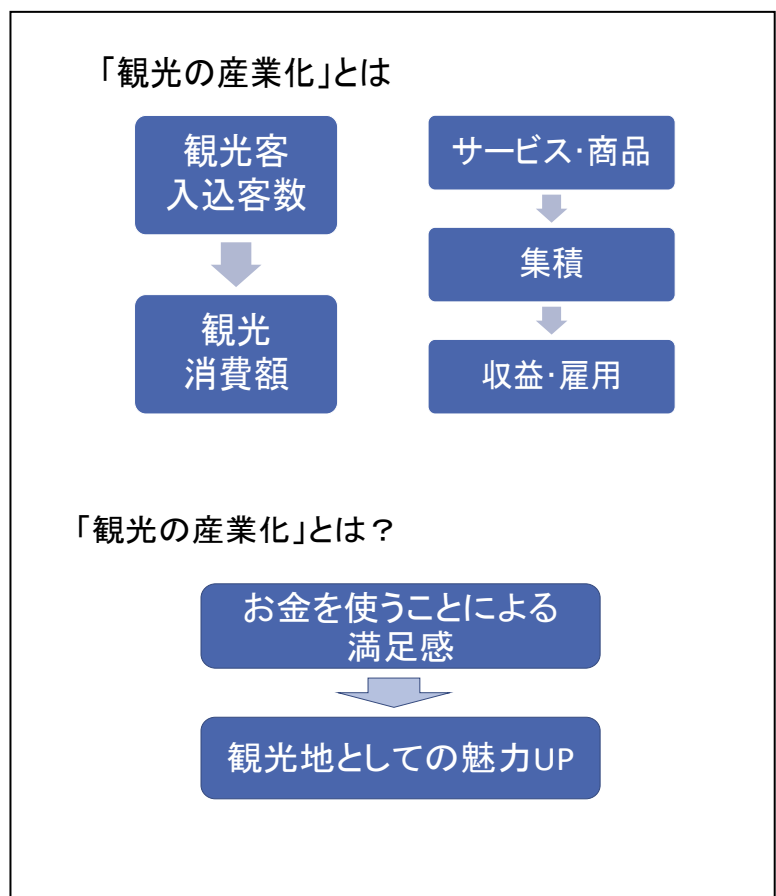 「観光の産業化」とは
観光客
入込客数
観光
消費額
サービス・商品
集積
収益・雇用
「観光の産業化」とは？
お金を使うことによる
満足感
観光地としての魅力UP